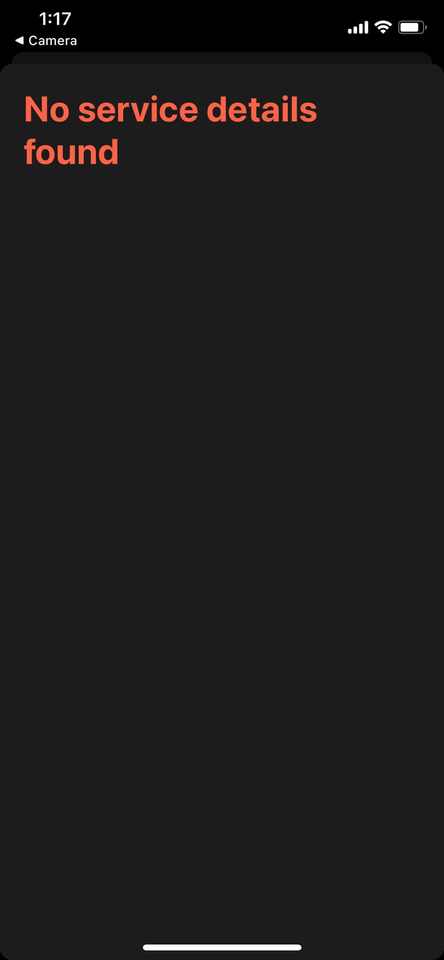 1:17
◀ Camera
No service details
found